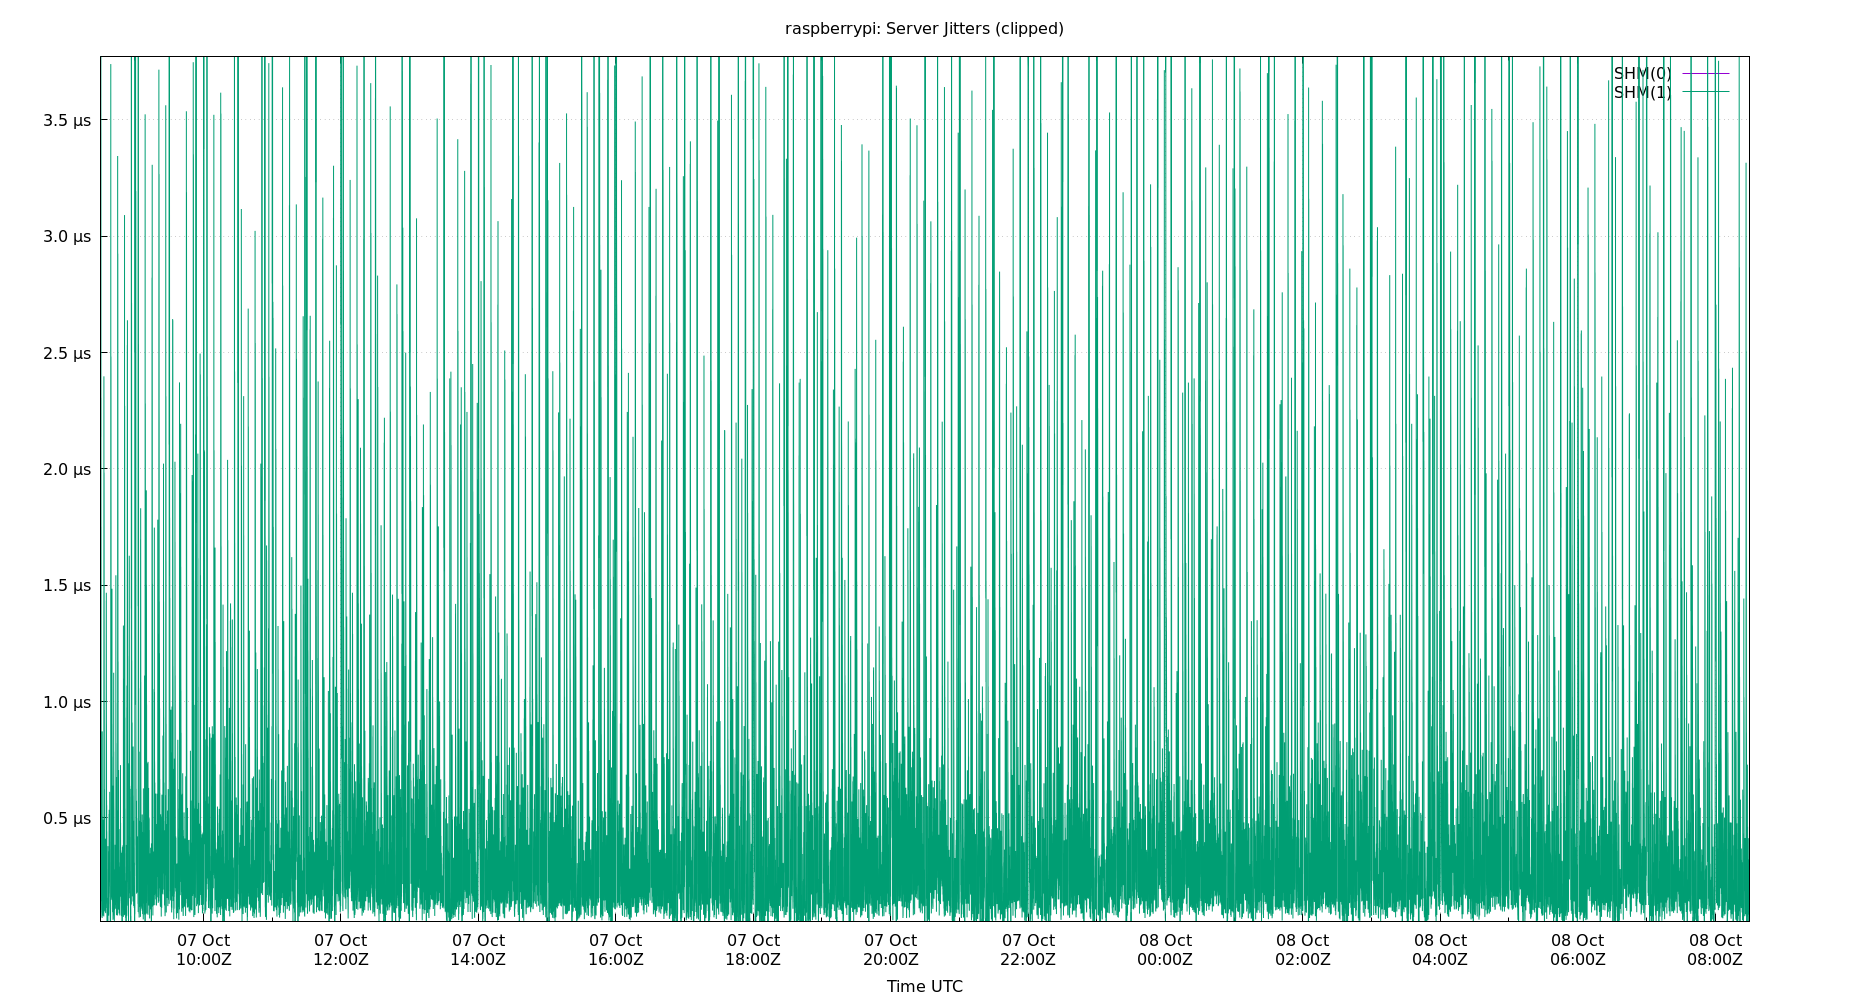 raspberrypi: Server Jitters (clipped)
SHM(0)
SHM(1)
3.5 µs
3.0 µs
2.5 µs
2.0 µs
1.5 µs
1.0 µs
0.5 µs
07 Oct 07 Oct 07 Oct 07 Oct 07 Oct 07 Oct 07 Oct 08 Oct 08 Oct 08 Oct 08 Oct 08 Oct
10:00Z 12:00Z 14:00Z 16:00Z 18:00Z 20:00Z 22:00Z 00:00Z 02:00Z 04:00Z 06:00Z 08:00Z
Time UTC